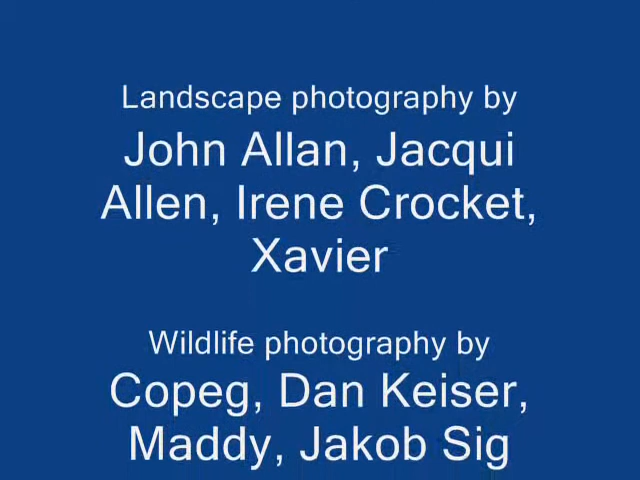 Landscape photography by
John Allan, Jacqui
Allen, Irene Crocket,
Xavier
Wildlife photography by
Copeg, Dan Keiser,
Maddy, Jakob Sig